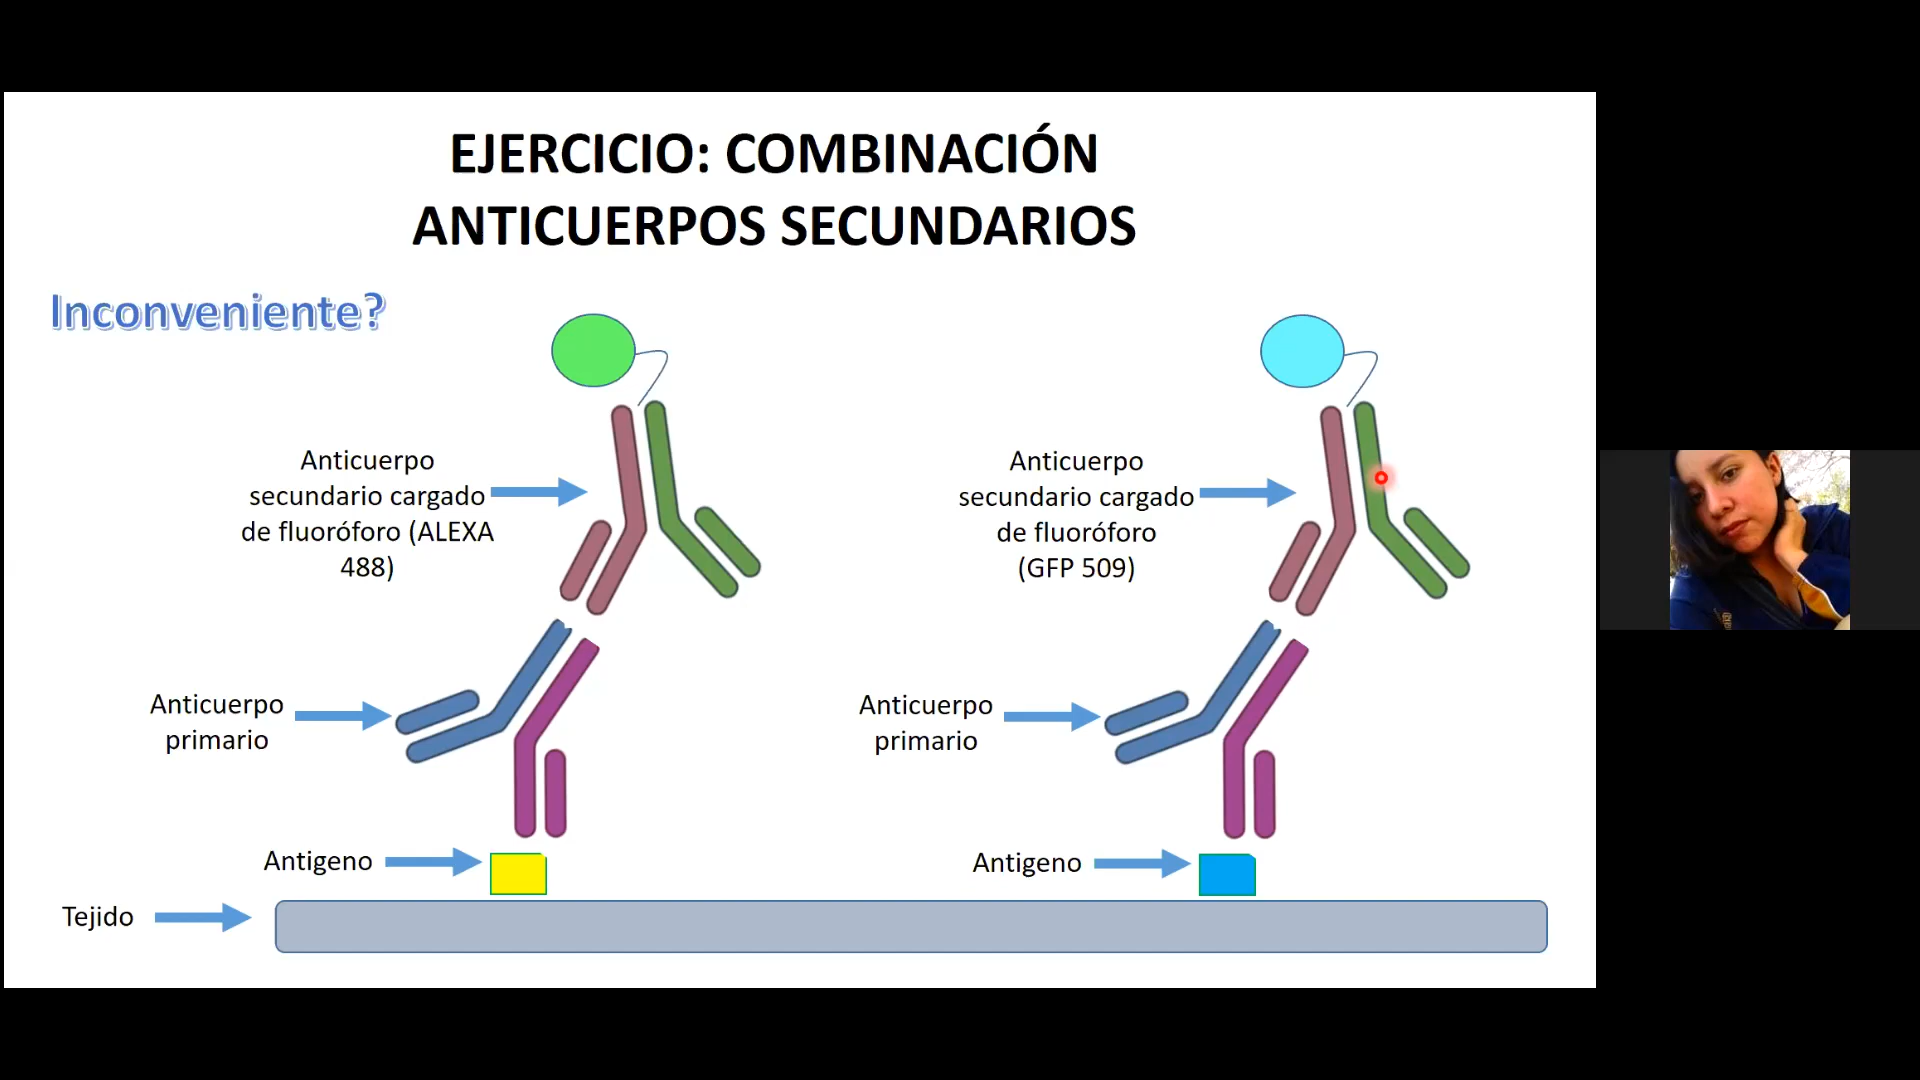 EJERCICIO: COMBINACIÓN
ANTICUERPOS SECUNDARIOS
Inconveniente?
Anticuerpo
secundario cargado
de fluoróforo (ALEXA
488)
Anticuerpo
secundario cargado
de fluoróforo
(GFP 509)
Anticuerpo
primario
Anticuerpo
primario
Antigeno
Antigeno
Tejido